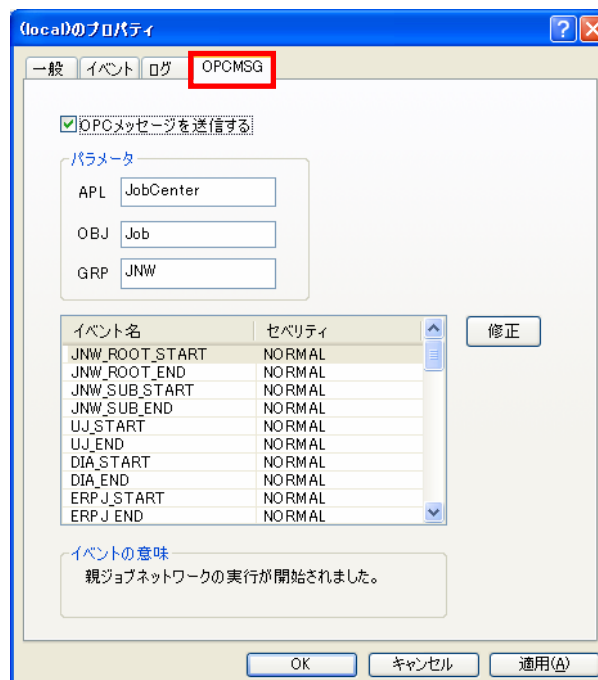 (local)のプロパティ
一般 イベント ログ OPCMSG
OPCメッセージを送信する
パラメータ
APL JobCenter
OBJ Job
GRP JNW
イベント名 セベリティ
修正
JNW_ROOT_START NORMAL
JNW_ROOT_END NORMAL
JNW_SUB_START NORMAL
JNW_SUB_END NORMAL
UJ_START NORMAL
UJ_END NORMAL
DIA_START NORMAL
DIA_END NORMAL
ERPJ_START NORMAL
ERPJ_END NORMAL
イベントの意味
親ジョブネットワークの実行が開始されました。
OK キャンセル 適用(A)